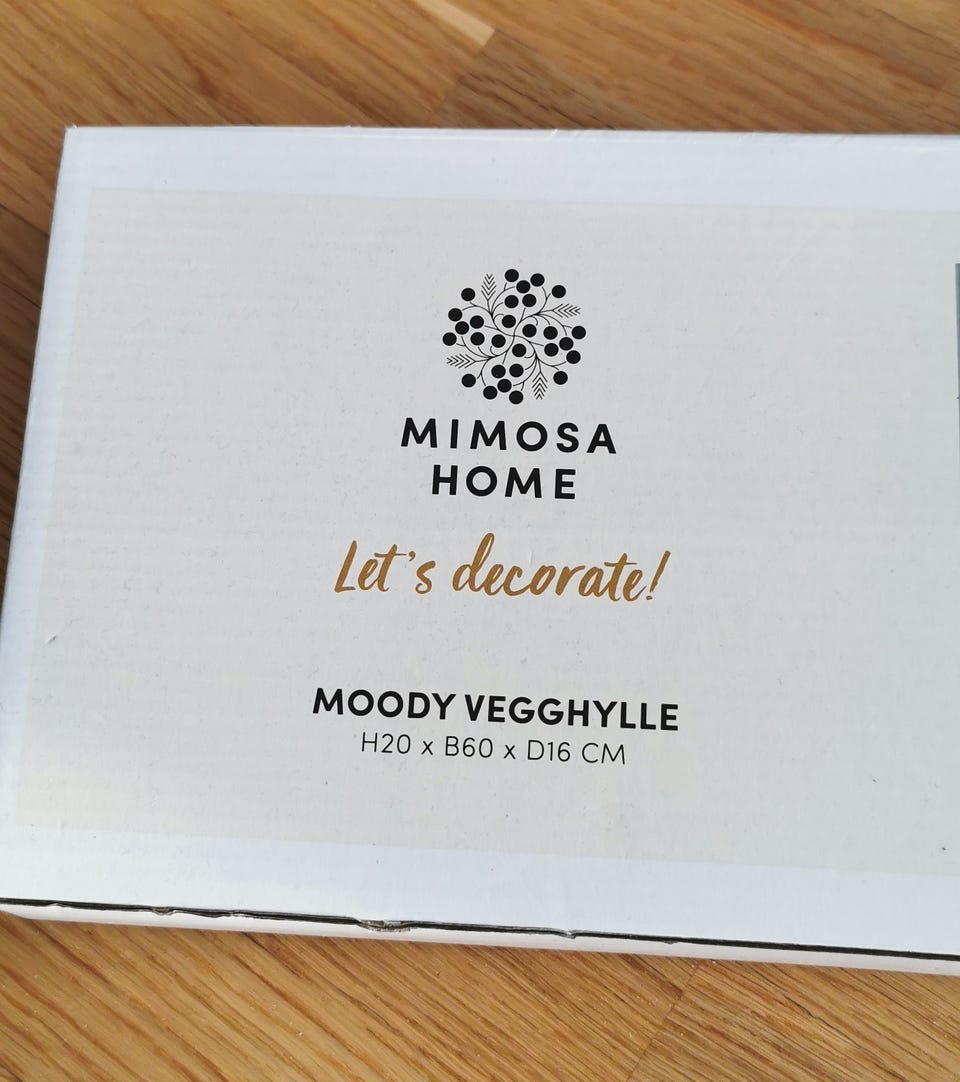 MIMOSA
HOME
Let's decorate!
MOODY VEGGHYLLE
H20 x B60 x D16 CM